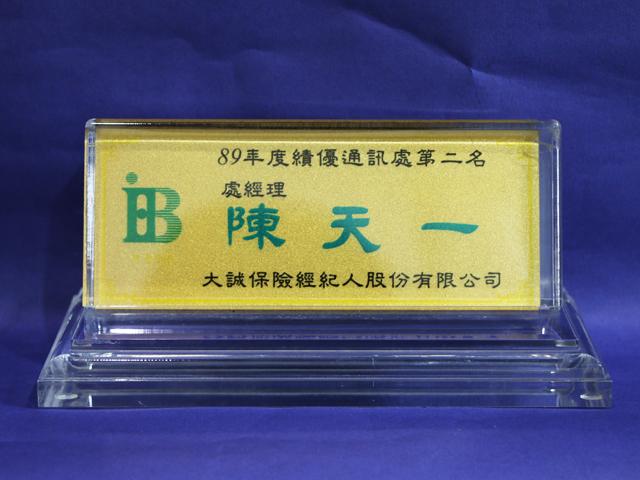 89年度績優通訊處第二名
處經理
陳天一
大誠保險經紀人股份有限公司